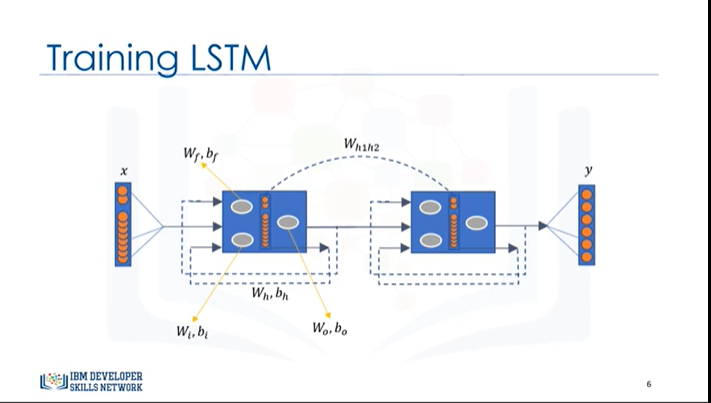 Training LSTM
W_f, b_f
W_h1h2
x
y
W_h, b_h
W_i, b_i
W_o, b_o
IBM DEVELOPER
SKILLS NETWORK
6